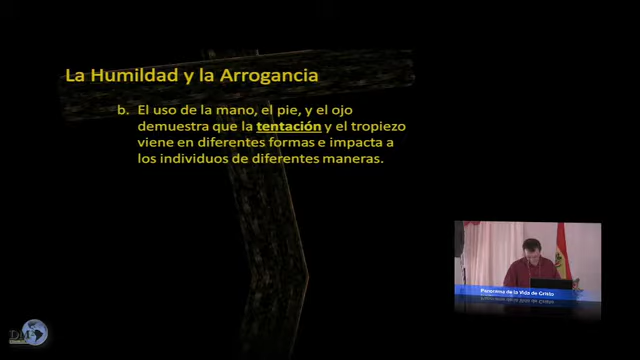 La Humildad y la Arrogancia
b. El uso de la mano, el pie, y el ojo
demuestra que la tentación y el tropiezo
viene en diferentes formas e impacta a
los individuos de diferentes maneras.
Panorama de la Vida de Cristo